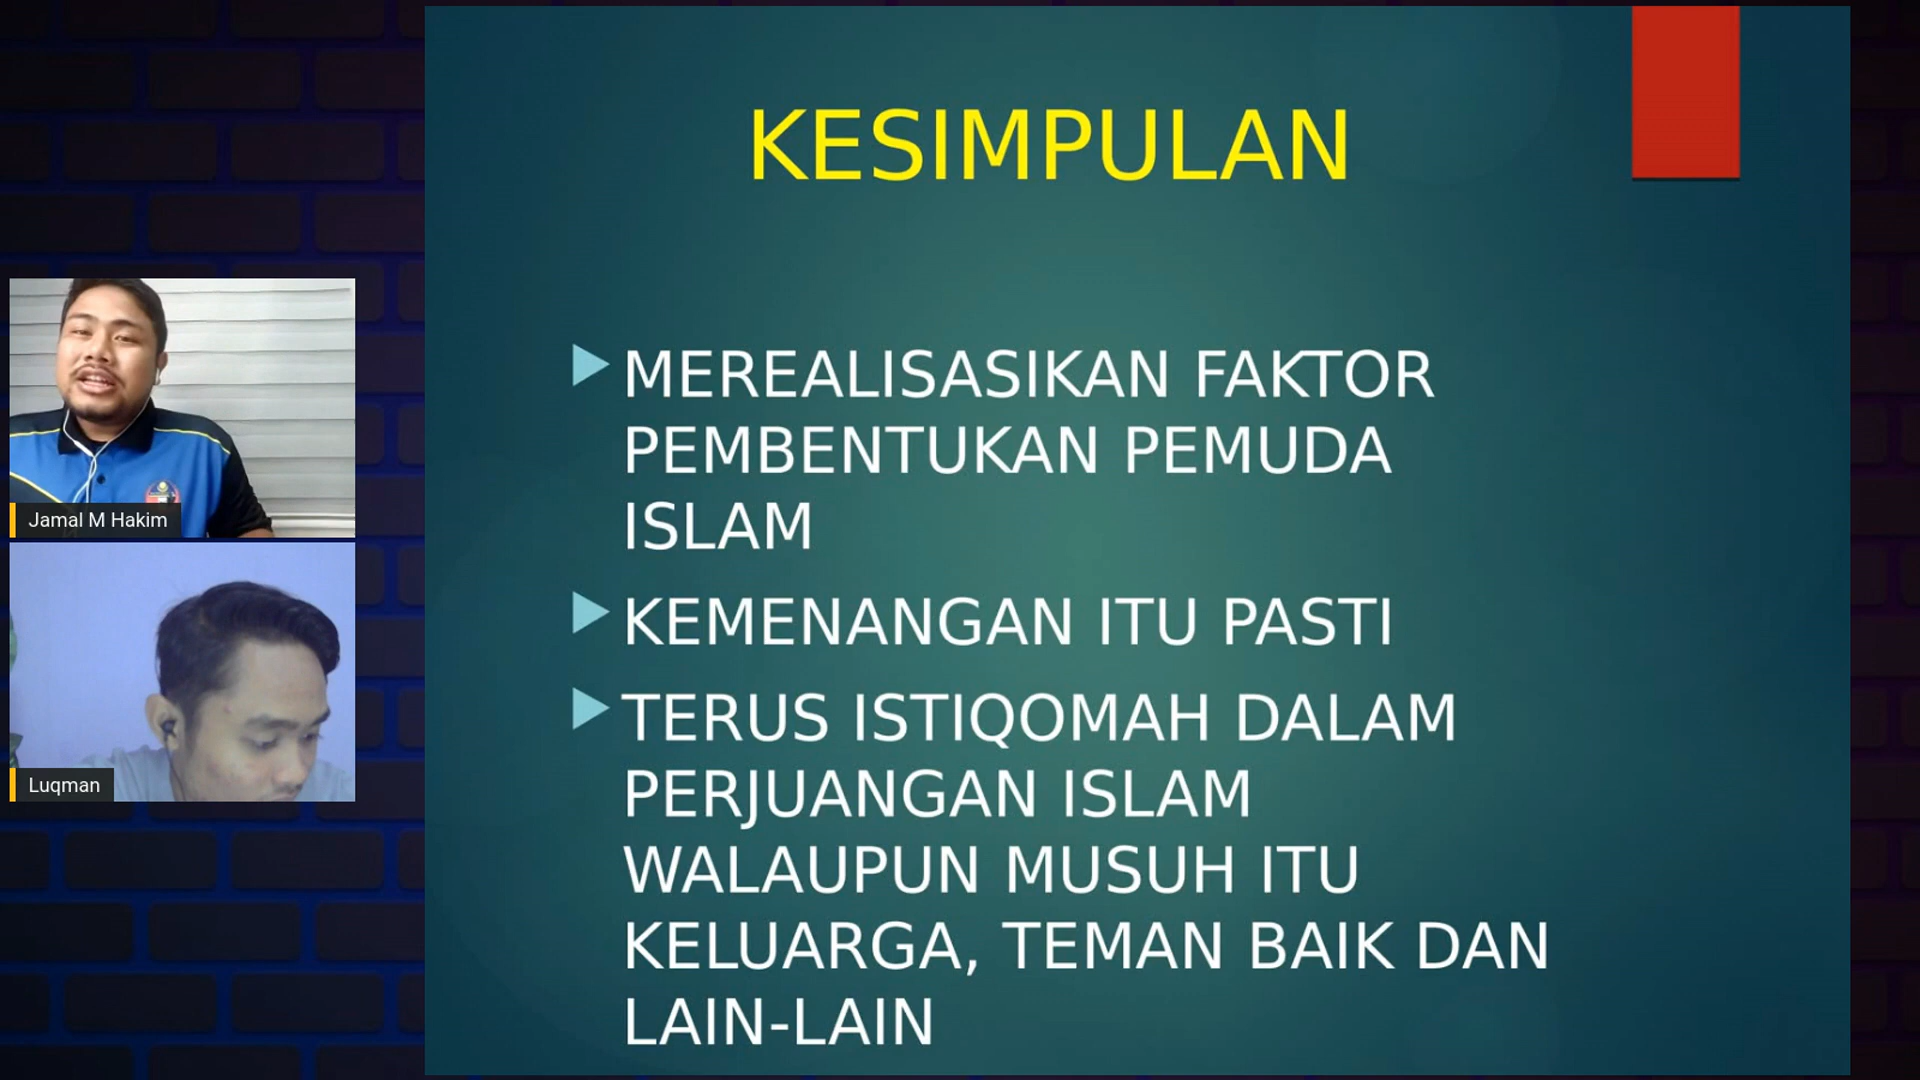 KESIMPULAN
MEREALISASIKAN FAKTOR
PEMBENTUKAN PEMUDA
ISLAM
KEMENANGAN ITU PASTI
TERUS ISTIQOMAH DALAM
PERJUANGAN ISLAM
WALAUPUN MUSUH ITU
KELUARGA, TEMAN BAIK DAN
LAIN-LAIN
Jamal M Hakim
Luqman